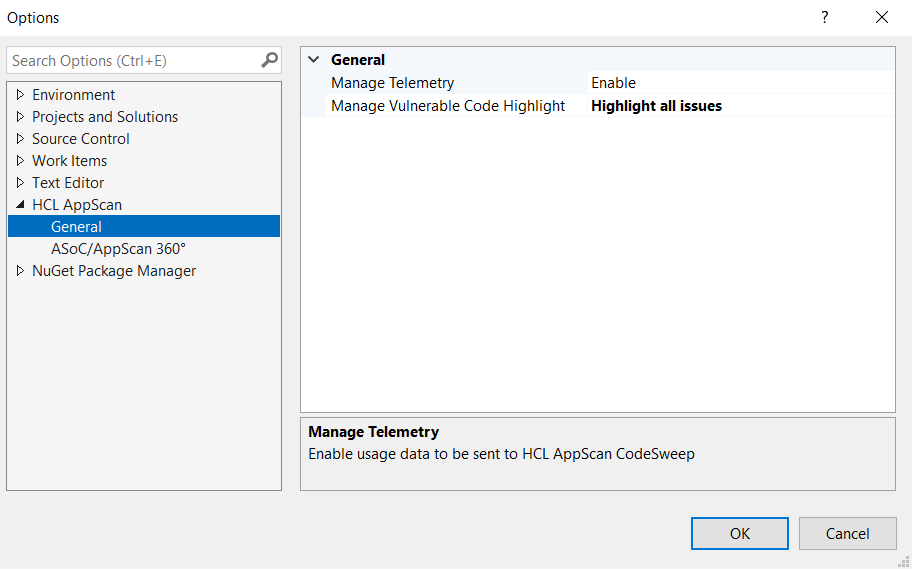 Options
?
Search Options (Ctrl+E)
Environment
Projects and Solutions
Source Control
Work Items
Text Editor
HCL AppScan
General
ASoC/AppScan 360°
NuGet Package Manager
General
Manage Telemetry Enable
Manage Vulnerable Code Highlight Highlight all issues
Manage Telemetry
Enable usage data to be sent to HCL AppScan CodeSweep
OK Cancel